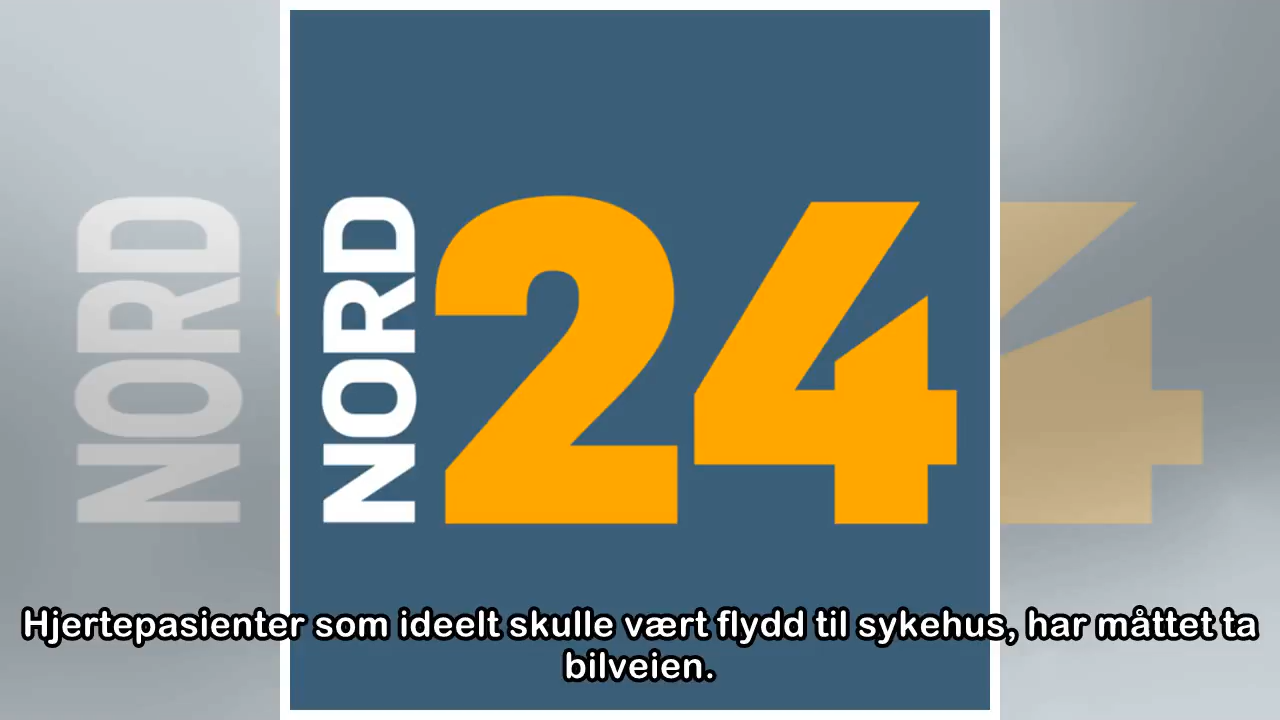 NORD
24
Hjertepasienter som ideelt skulle vært flydd til sykehus, har måttet ta
bilveien.